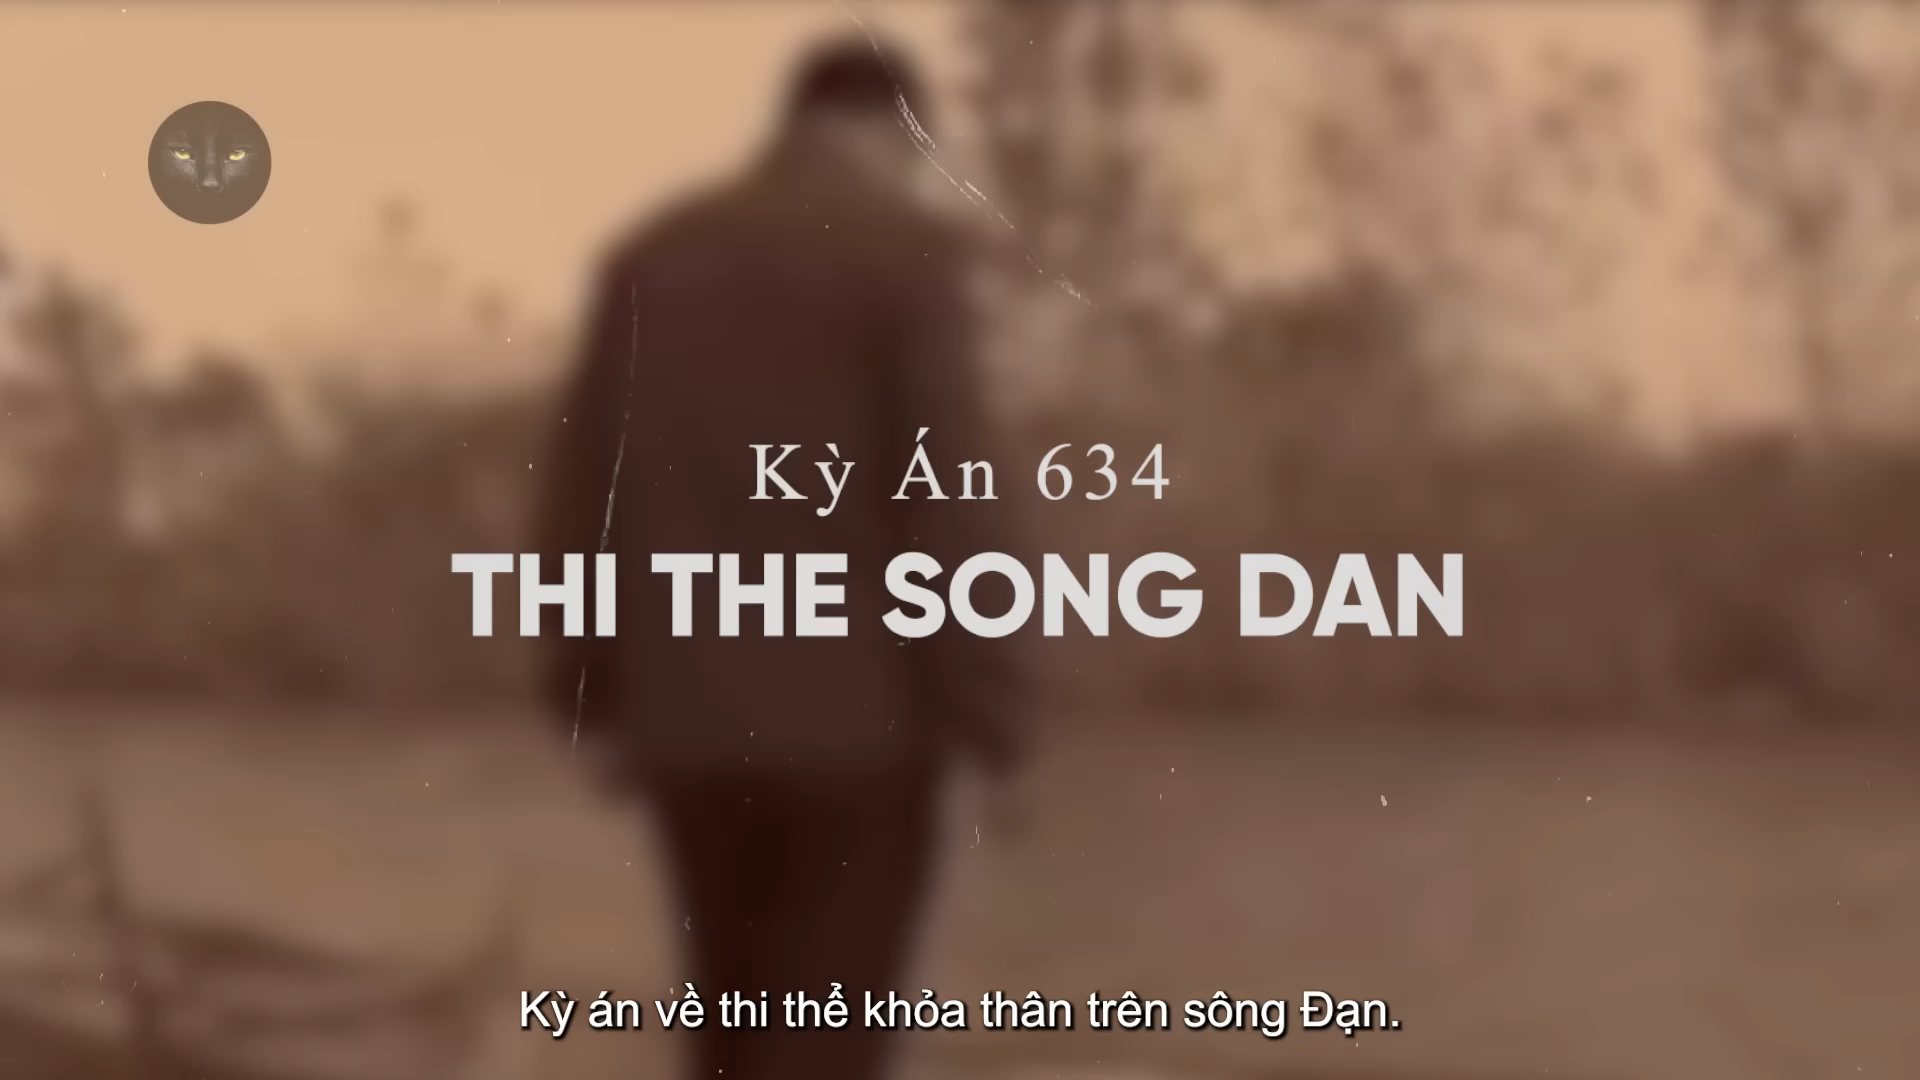 Kỳ Án 634
THI THE SONG DAN
Kỳ án về thi thể khỏa thân trên sông Đạn.